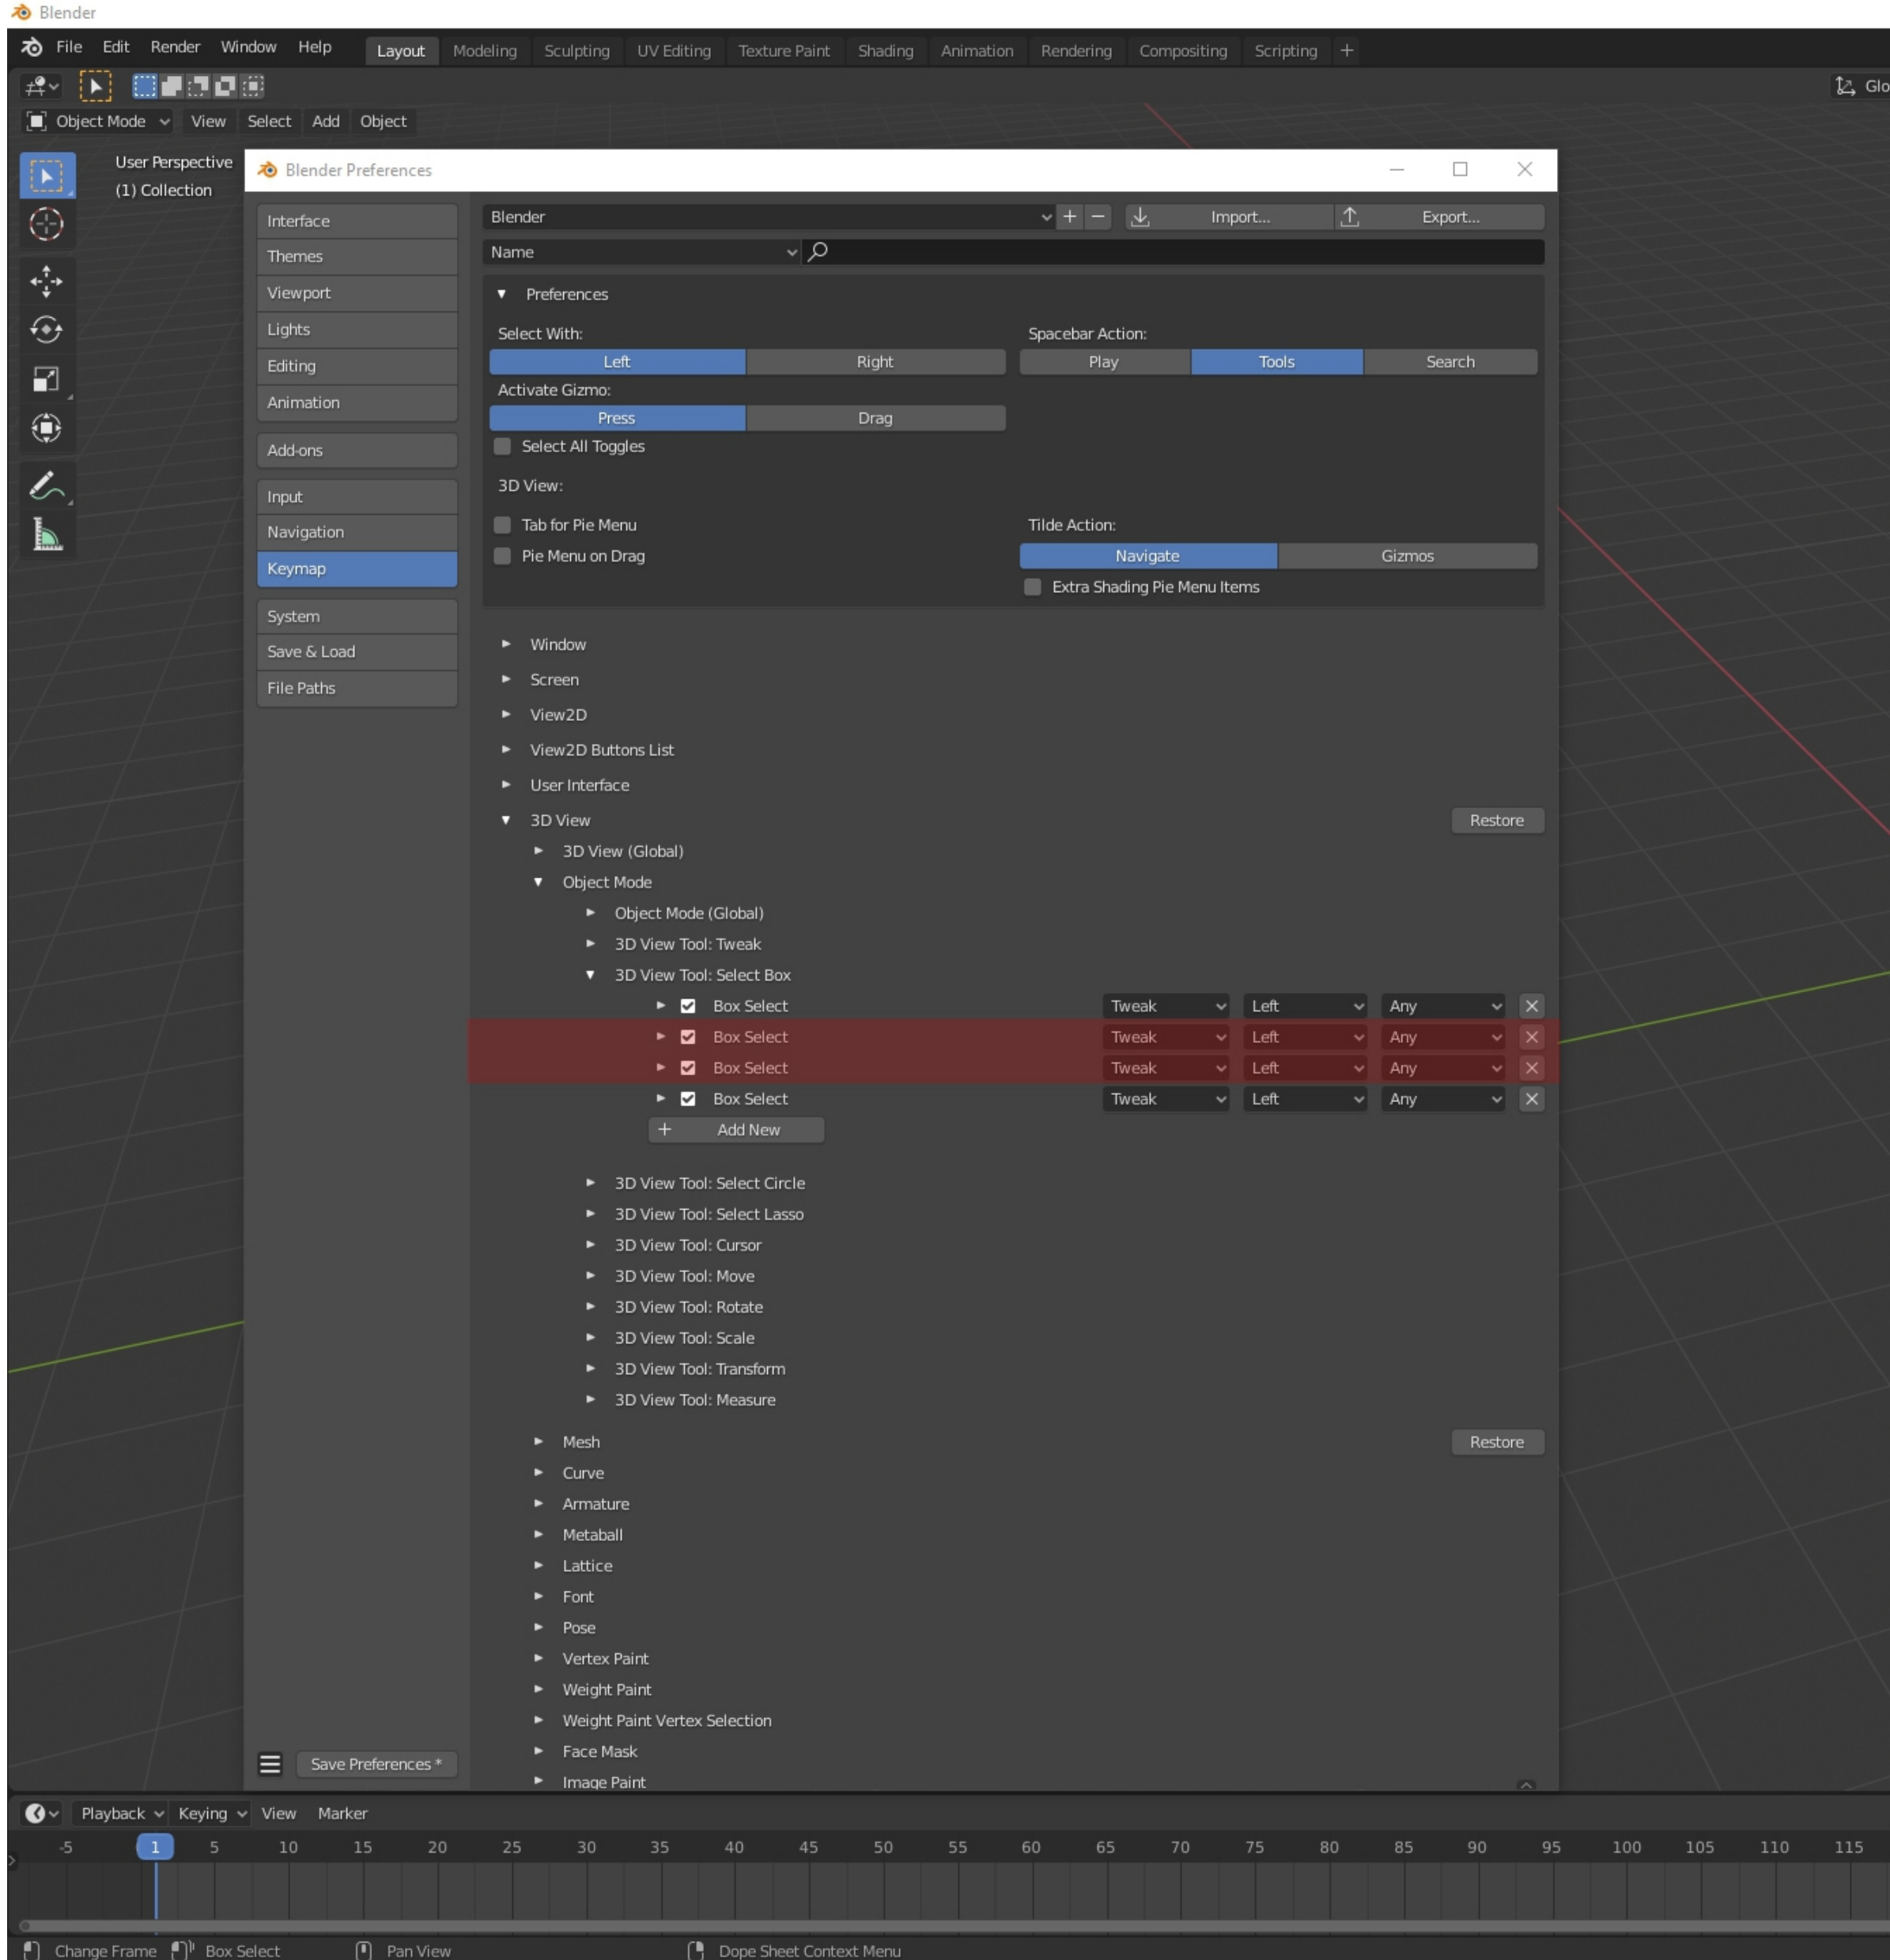 Blender
File Edit Render Window Help Layout Modeling Sculpting UV Editing Texture Paint Shading Animation Rendering Compositing Scripting +
Glo
Object Mode View Select Add Object
User Perspective
(1) Collection
Blender Preferences
Interface
Themes
Viewport
Lights
Editing
Animation
Add-ons
Input
Navigation
Keymap
System
Save & Load
File Paths
Save Preferences *
Blender + − Import... Export...
Name
Preferences
Select With: Spacebar Action:
Left Right Play Tools Search
Activate Gizmo:
Press Drag
Select All Toggles
3D View:
Tab for Pie Menu Tilde Action:
Pie Menu on Drag Navigate Gizmos
Extra Shading Pie Menu Items
Window
Screen
View2D
View2D Buttons List
User Interface
3D View Restore
3D View (Global)
Object Mode
Object Mode (Global)
3D View Tool: Tweak
3D View Tool: Select Box
Box Select Tweak Left Any
Box Select Tweak Left Any
Box Select Tweak Left Any
Box Select Tweak Left Any
+ Add New
3D View Tool: Select Circle
3D View Tool: Select Lasso
3D View Tool: Cursor
3D View Tool: Move
3D View Tool: Rotate
3D View Tool: Scale
3D View Tool: Transform
3D View Tool: Measure
Mesh Restore
Curve
Armature
Metaball
Lattice
Font
Pose
Vertex Paint
Weight Paint
Weight Paint Vertex Selection
Face Mask
Image Paint
Playback Keying View Marker
-5 1 5 10 15 20 25 30 35 40 45 50 55 60 65 70 75 80 85 90 95 100 105 110 115
Change Frame Box Select Pan View Dope Sheet Context Menu